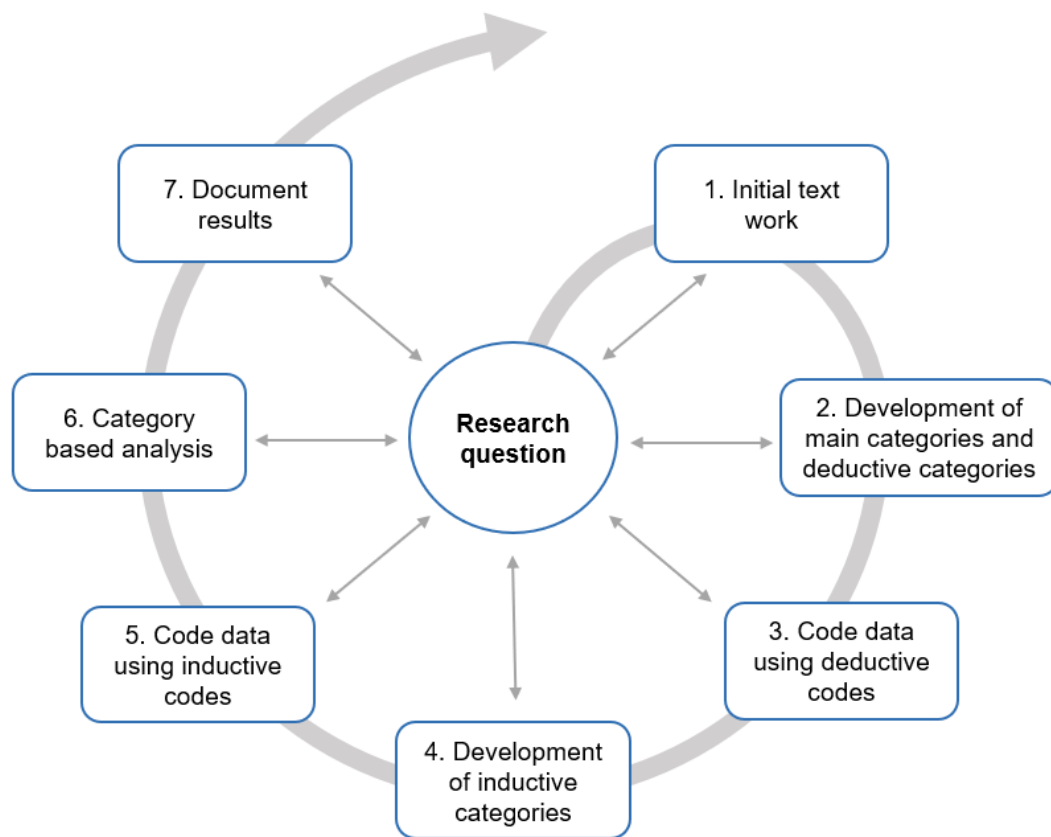 7. Document
results
1. Initial text
work
6. Category
based analysis
Research
question
2. Development of
main categories and
deductive categories
5. Code data
using inductive
codes
3. Code data
using deductive
codes
4. Development
of inductive
categories